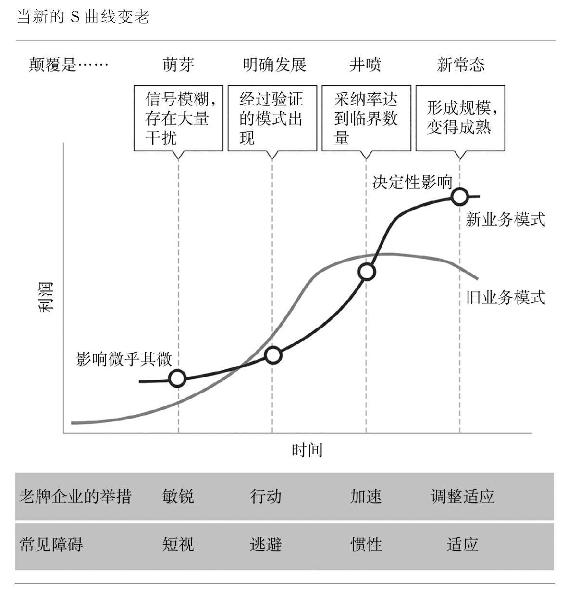 当新的 S 曲线变老
颠覆是…… 萌芽 明确发展 井喷 新常态
信号模糊，
存在大量
干扰
经过验证
的模式出
现
采纳率达
到临界数
量
形成规模，
变得成熟
决定性影响
新业务模式
旧业务模式
利润
影响微乎其微
时间
老牌企业的举措 敏锐 行动 加速 调整适应
常见障碍 短视 逃避 惯性 适应